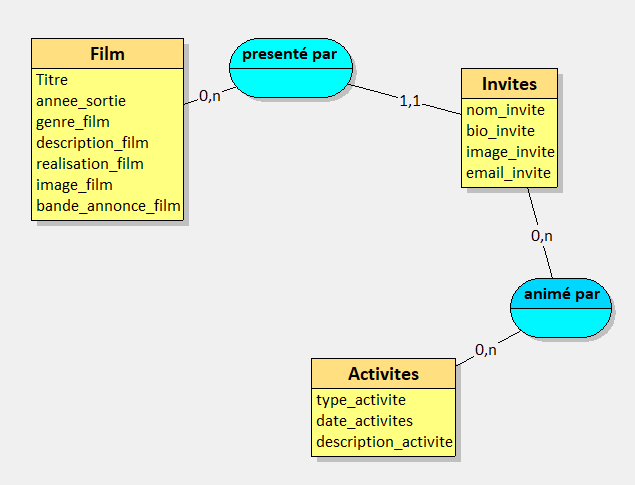 Film
Titre
annee_sortie
genre_film
description_film
realisation_film
image_film
bande_annonce_film
0,n
presenté par
1,1
Invites
nom_invite
bio_invite
image_invite
email_invite
0,n
animé par
0,n
Activites
type_activite
date_activites
description_activite